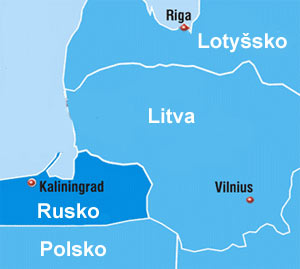 Riga
Lotyšsko
Litva
Kaliningrad
Vilnius
Rusko
Polsko